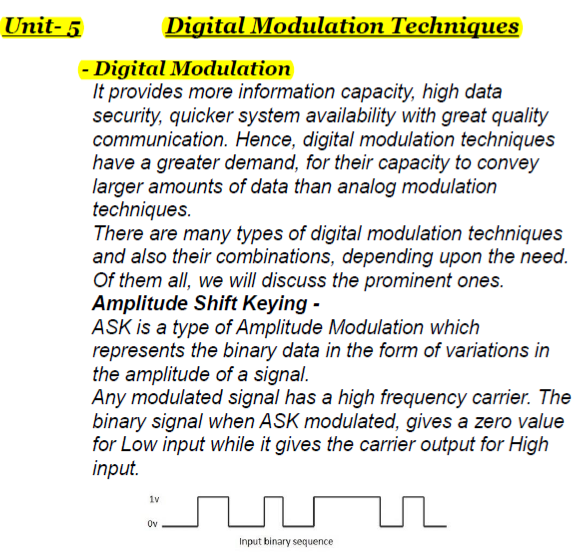 Unit- 5 Digital Modulation Techniques
- Digital Modulation
It provides more information capacity, high data
security, quicker system availability with great quality
communication. Hence, digital modulation techniques
have a greater demand, for their capacity to convey
larger amounts of data than analog modulation
techniques.
There are many types of digital modulation techniques
and also their combinations, depending upon the need.
Of them all, we will discuss the prominent ones.
Amplitude Shift Keying -
ASK is a type of Amplitude Modulation which
represents the binary data in the form of variations in
the amplitude of a signal.
Any modulated signal has a high frequency carrier. The
binary signal when ASK modulated, gives a zero value
for Low input while it gives the carrier output for High
input.
1v
0v
Input binary sequence